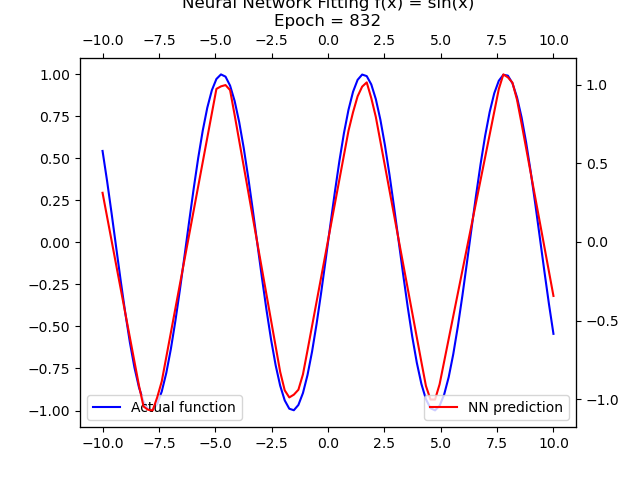 Neural Network Fitting f(x) = sin(x)
Epoch = 832
−10.0 −7.5 −5.0 −2.5 0.0 2.5 5.0 7.5 10.0
1.00
0.75
0.50
0.25
0.00
−0.25
−0.50
−0.75
−1.00
1.0
0.5
0.0
−0.5
−1.0
Actual function
NN prediction
−10.0 −7.5 −5.0 −2.5 0.0 2.5 5.0 7.5 10.0